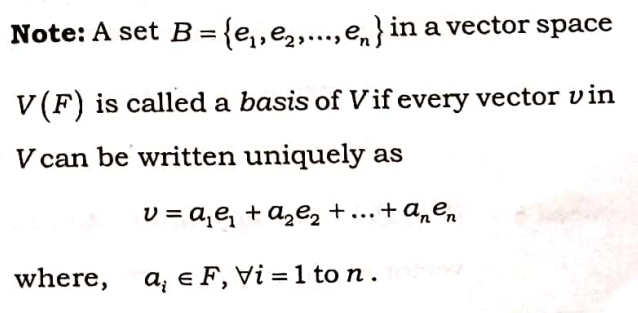 Note: A set B = {e₁, e₂, ..., eₙ} in a vector space
V(F) is called a basis of V if every vector v in
V can be written uniquely as
v = a₁e₁ + a₂e₂ + ... + aₙeₙ
where, aᵢ ∈ F, ∀i = 1 to n.